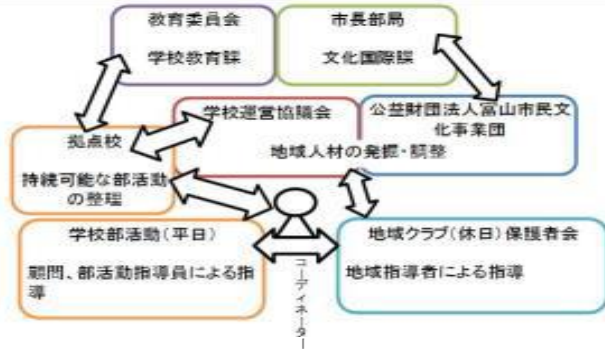 教育委員会
学校教育課
市長部局
文化国際課
学校運営協議会
公益財団法人富山市民文
化事業団
地域人材の発掘・調整
拠点校
持続可能な部活動
の整理
学校部活動(平日)
顧問、部活動指導員による指
導
地域クラブ(休日)保護者会
地域指導者による指導
コーディネーター